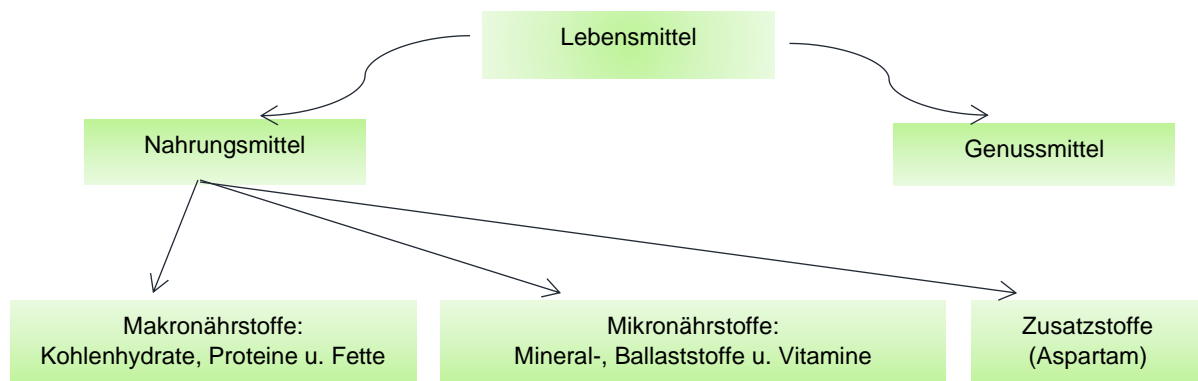 Lebensmittel
Nahrungsmittel
Genussmittel
Makronährstoffe:
Kohlenhydrate, Proteine u. Fette
Mikronährstoffe:
Mineral-, Ballaststoffe u. Vitamine
Zusatzstoffe
(Aspartam)